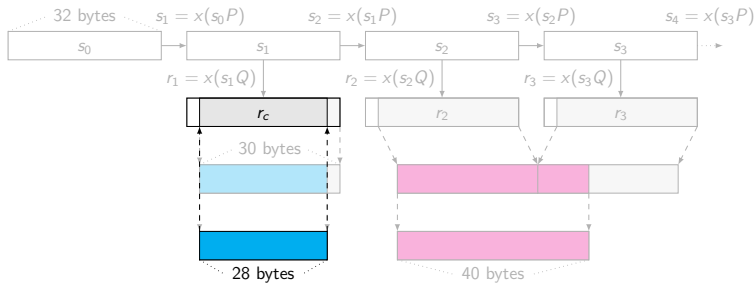 32 bytes s₁ = x(s₀P) s₂ = x(s₁P) s₃ = x(s₂P) s₄ = x(s₃P)
s₀ s₁ s₂ s₃
r₁ = x(s₁Q) r₂ = x(s₂Q) r₃ = x(s₃Q)
r_c r₂ r₃
30 bytes
28 bytes 40 bytes